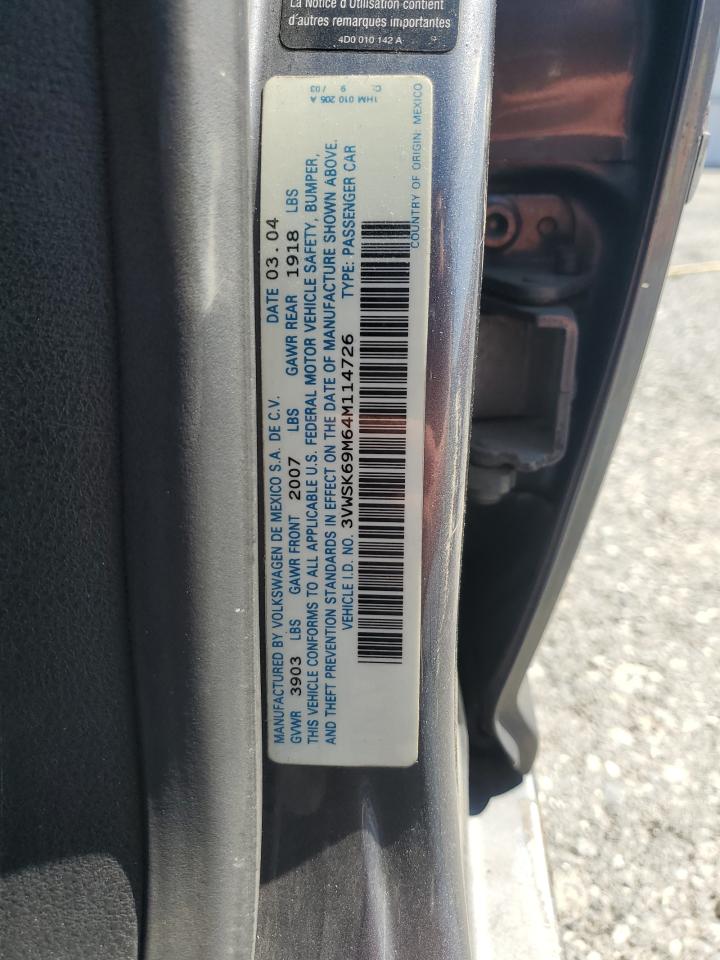 La Notice d'Utilisation contient
d'autres remarques importantes
4D0 010 142 A
MANUFACTURED BY VOLKSWAGEN DE MEXICO S.A. DE C.V. DATE 03.04
GVWR 3903 LBS GAWR FRONT 2007 LBS GAWR REAR 1918 LBS
THIS VEHICLE CONFORMS TO ALL APPLICABLE U.S. FEDERAL MOTOR VEHICLE SAFETY, BUMPER,
AND THEFT PREVENTION STANDARDS IN EFFECT ON THE DATE OF MANUFACTURE SHOWN ABOVE.
VEHICLE I.D. NO. 3VWSK69M64M114726 TYPE: PASSENGER CAR
COUNTRY OF ORIGIN: MEXICO
1HM 010 205 A
C. 9 / 03